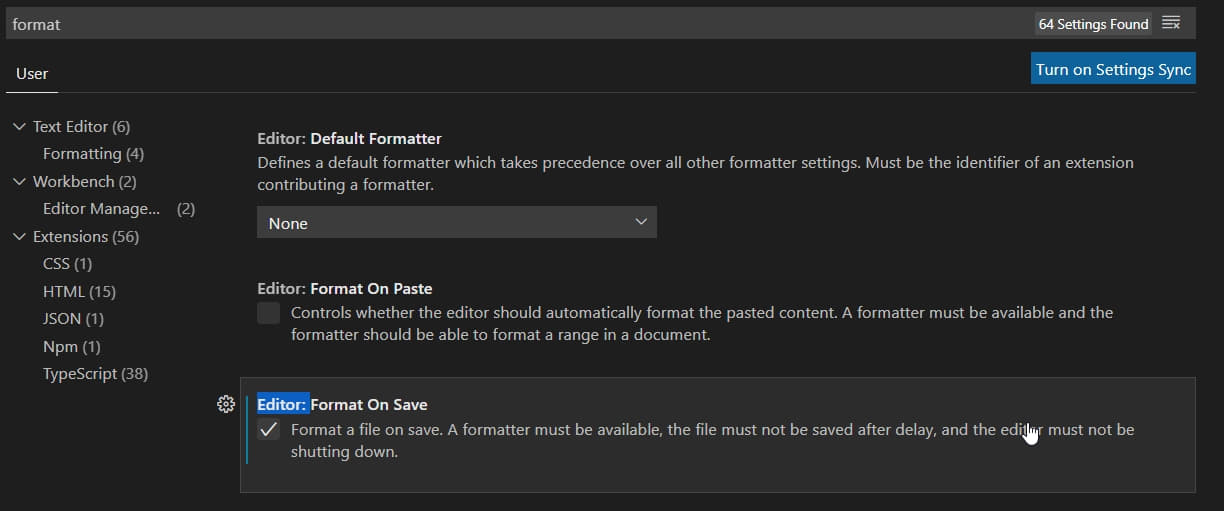 format
64 Settings Found
User
Turn on Settings Sync
Text Editor (6)
Formatting (4)
Workbench (2)
Editor Manage... (2)
Extensions (56)
CSS (1)
HTML (15)
JSON (1)
Npm (1)
TypeScript (38)
Editor: Default Formatter
Defines a default formatter which takes precedence over all other formatter settings. Must be the identifier of an extension
contributing a formatter.
None
Editor: Format On Paste
Controls whether the editor should automatically format the pasted content. A formatter must be available and the
formatter should be able to format a range in a document.
Editor: Format On Save
Format a file on save. A formatter must be available, the file must not be saved after delay, and the editor must not be
shutting down.